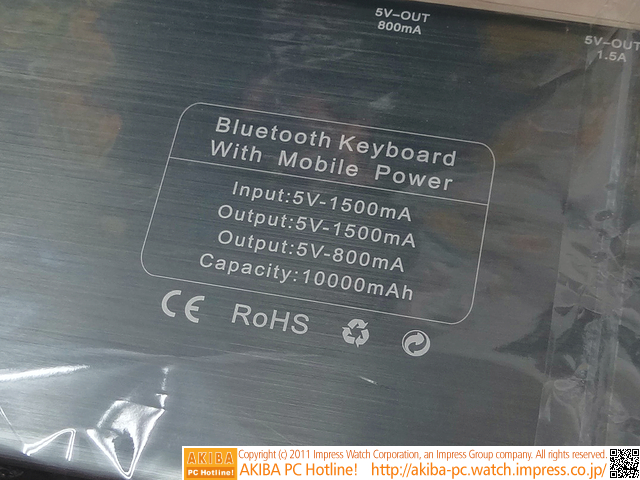 5V-OUT
800mA
5V-OUT
1.5A
Bluetooth Keyboard
With Mobile Power
Input:5V-1500mA
Output:5V-1500mA
Output:5V-800mA
Capacity:10000mAh
CE RoHS
AKIBA
PC Hotline!
Copyright (c) 2011 Impress Watch Corporation, an Impress Group company. All rights reserved.
AKIBA PC Hotline! http://akiba-pc.watch.impress.co.jp/